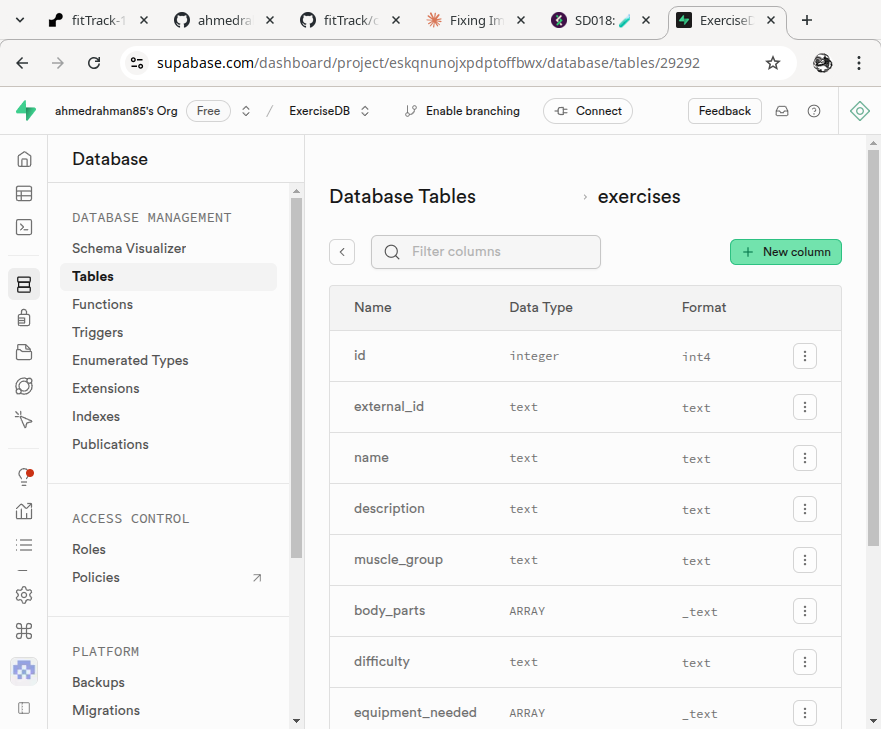 fitTrack-1
ahmedra
fitTrack/c
Fixing Im
SD018: 🧪
ExerciseD
supabase.com/dashboard/project/eskqnunojxpdptoffbwx/database/tables/29292
ahmedrahman85's Org
Free
/
ExerciseDB
Enable branching
Connect
Feedback
Database
Database Tables
exercises
DATABASE MANAGEMENT
Schema Visualizer
Tables
Functions
Triggers
Enumerated Types
Extensions
Indexes
Publications
ACCESS CONTROL
Roles
Policies
PLATFORM
Backups
Migrations
Filter columns
New column
Name Data Type Format
id integer int4
external_id text text
name text text
description text text
muscle_group text text
body_parts ARRAY _text
difficulty text text
equipment_needed ARRAY _text